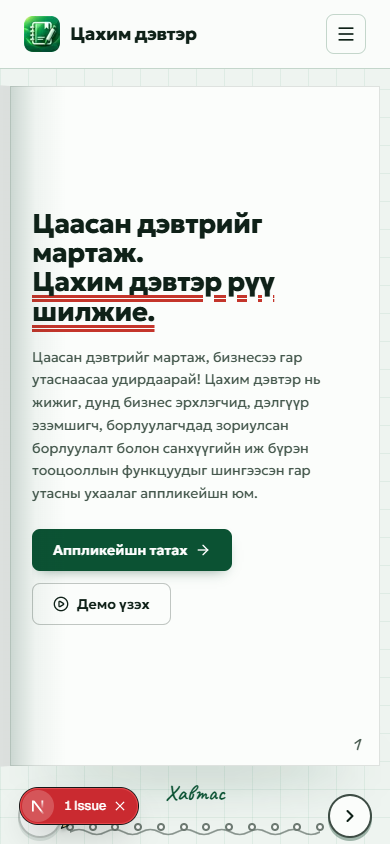 Цахим дэвтэр
Цаасан дэвтрийг
мартаж.
Цахим дэвтэр рүү
шилжие.
Цаасан дэвтрийг мартаж, бизнесээ гар
утаснаасаа удирдаарай! Цахим дэвтэр нь
жижиг, дунд бизнес эрхлэгчид, дэлгүүр
эзэмшигч, борлуулагчдад зориулсан
борлуулалт болон санхүүгийн иж бүрэн
тооцооллын функцуудыг шингээсэн гар
утасны ухаалаг аппликейшн юм.
Аппликейшн татах
Демо үзэх
1
Хавтас
N 1 Issue